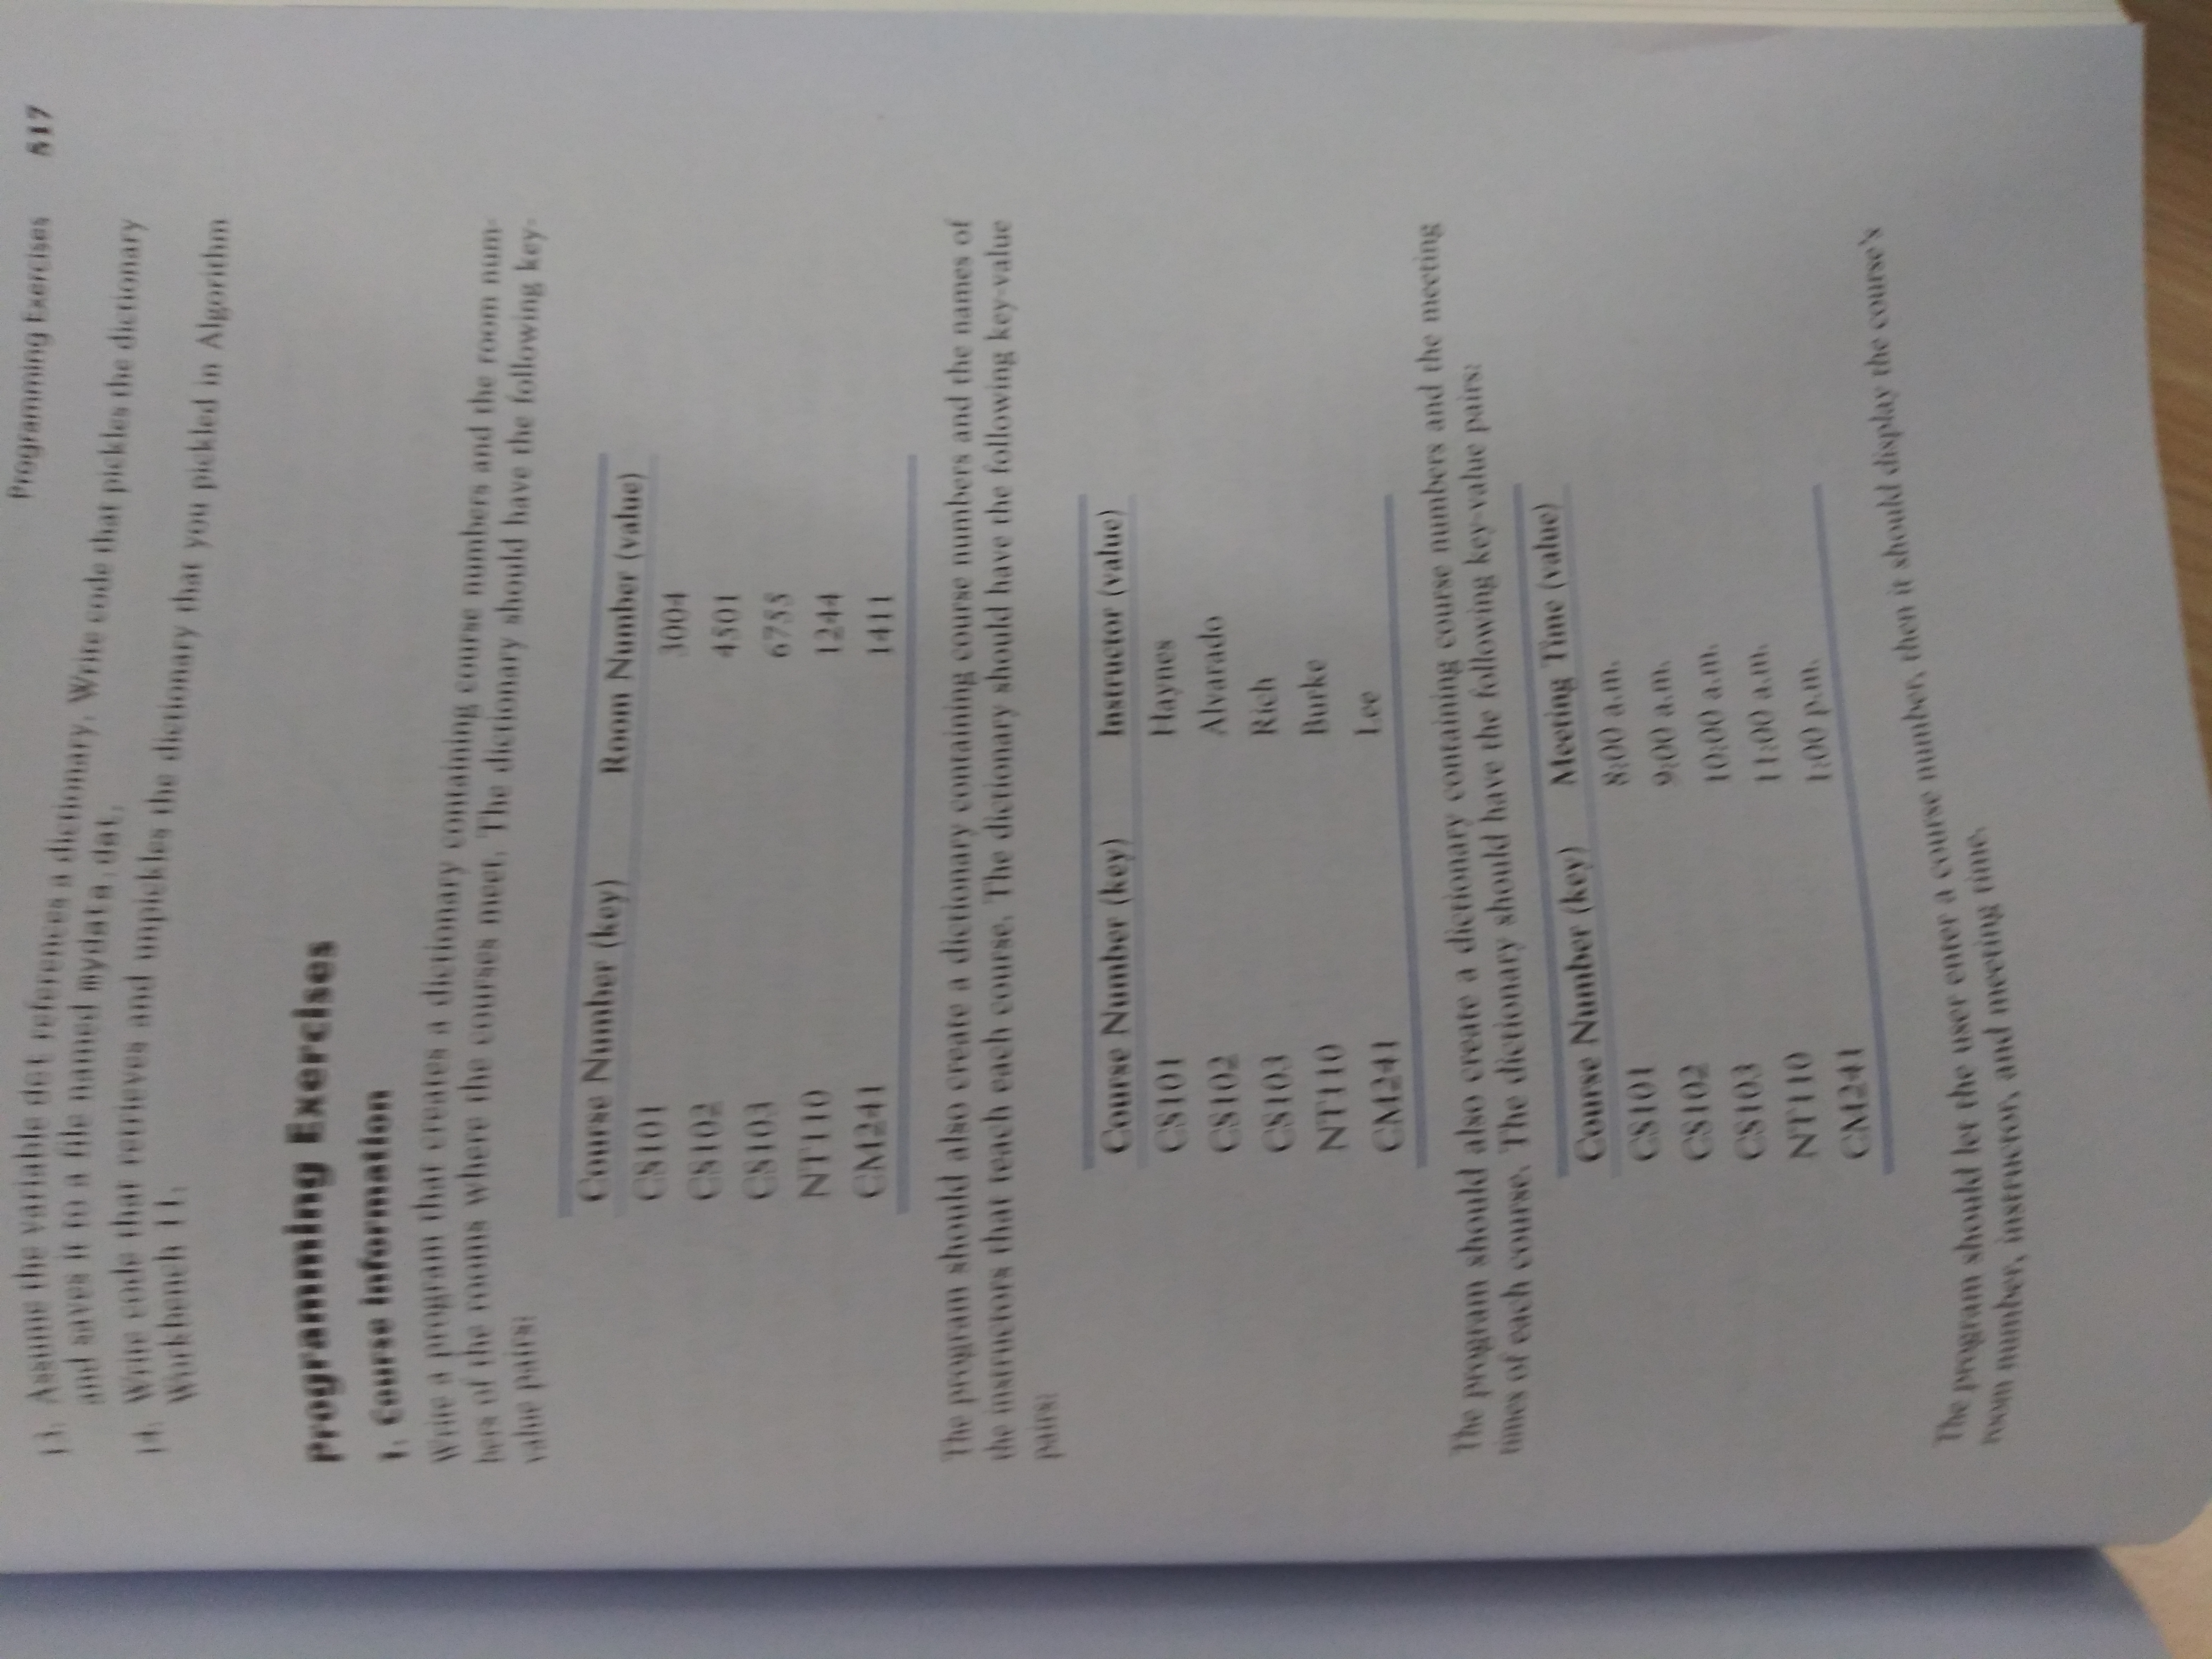 Programming Exercises 517
13. Assume the variable dct references a dictionary. Write code that pickles the dictionary
and saves it to a file named mydata.dat.
14. Write code that retrieves and unpickles the dictionary that you pickled in Algorithm
Workbench 11.
Programming Exercises
1. Course information
Write a program that creates a dictionary containing course numbers and the room num-
bers of the rooms where the courses meet. The dictionary should have the following key-
value pairs:
Course Number (key) Room Number (value)
CS101 3004
CS102 4501
CS103 6755
NT110 1244
CM241 1411
The program should also create a dictionary containing course numbers and the names of
the instructors that teach each course. The dictionary should have the following key-value
pairs:
Course Number (key) Instructor (value)
CS101 Haynes
CS102 Alvarado
CS103 Rich
NT110 Burke
CM241 Lee
The program should also create a dictionary containing course numbers and the meeting
times of each course. The dictionary should have the following key-value pairs:
Course Number (key) Meeting Time (value)
CS101 8:00 a.m.
CS102 9:00 a.m.
CS103 10:00 a.m.
NT110 11:00 a.m.
CM241 1:00 p.m.
The program should let the user enter a course number, then it should display the course's
room number, instructor, and meeting time.